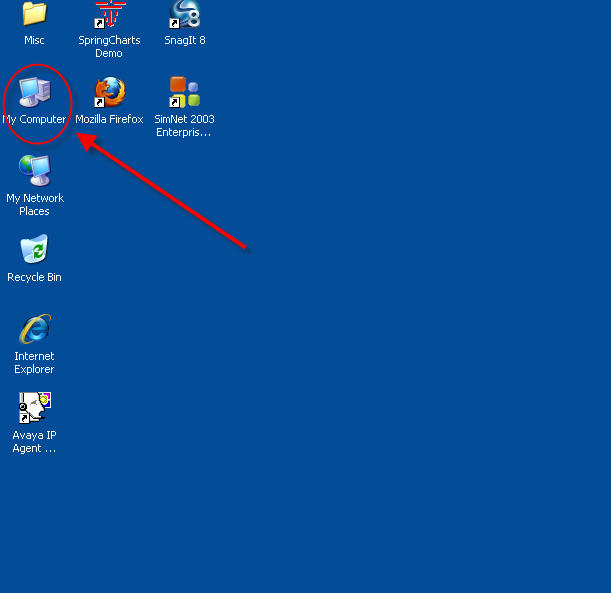 Misc
SpringCharts
Demo
SnagIt 8
My Computer
Mozilla Firefox
SimNet 2003
Enterpris...
My Network
Places
Recycle Bin
Internet
Explorer
Avaya IP
Agent ...